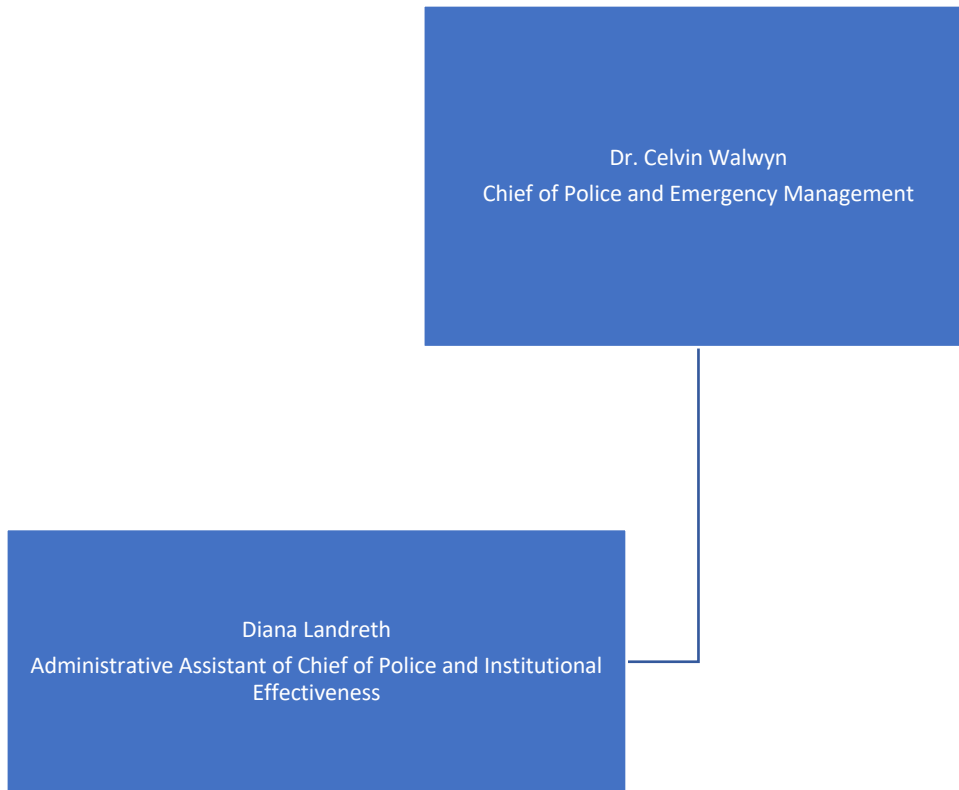 Dr. Celvin Walwyn
Chief of Police and Emergency Management
Diana Landreth
Administrative Assistant of Chief of Police and Institutional
Effectiveness